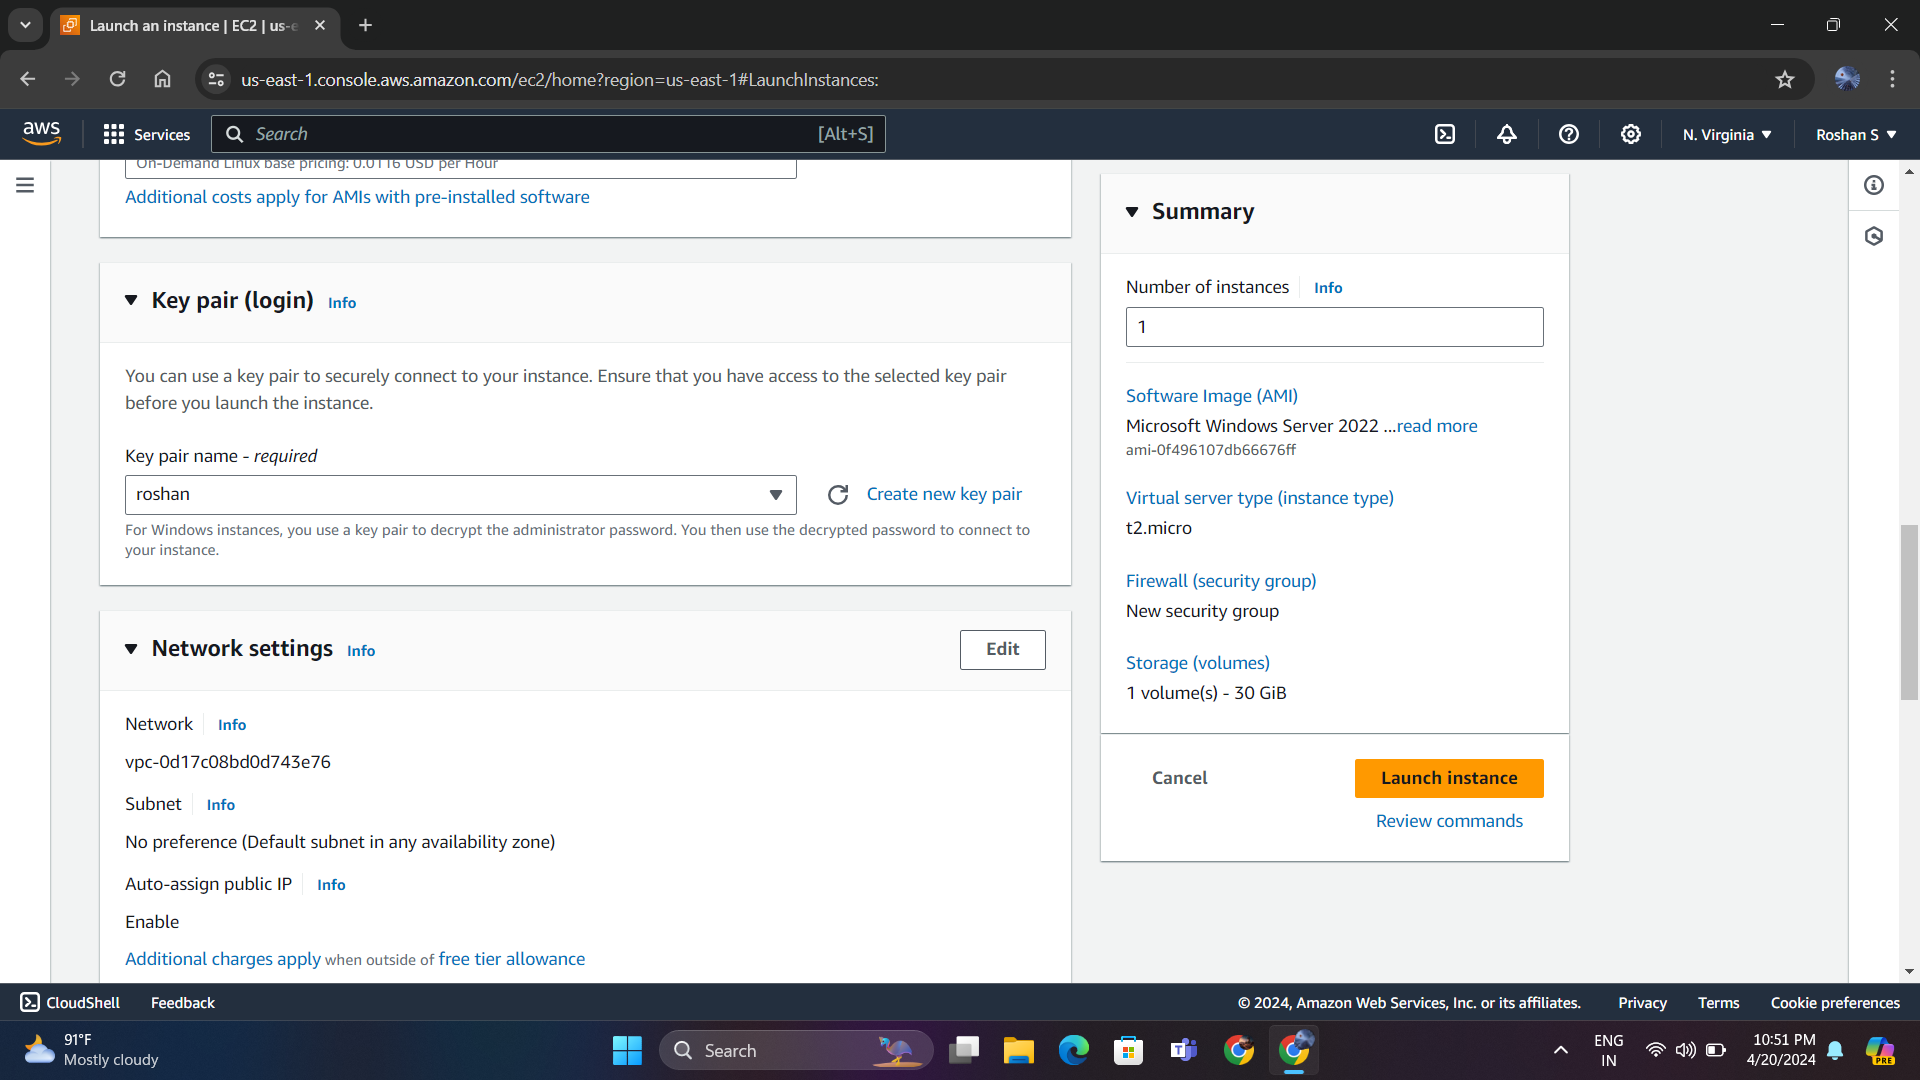 Launch an instance | EC2 | us-e
us-east-1.console.aws.amazon.com/ec2/home?region=us-east-1#LaunchInstances:
aws
Services
Search
[Alt+S]
N. Virginia
Roshan S
On-Demand Linux base pricing: 0.0116 USD per Hour
Additional costs apply for AMIs with pre-installed software
Key pair (login) Info
You can use a key pair to securely connect to your instance. Ensure that you have access to the selected key pair
before you launch the instance.
Key pair name - required
roshan
Create new key pair
For Windows instances, you use a key pair to decrypt the administrator password. You then use the decrypted password to connect to
your instance.
Network settings Info
Edit
Network Info
vpc-0d17c08bd0d743e76
Subnet Info
No preference (Default subnet in any availability zone)
Auto-assign public IP Info
Enable
Additional charges apply when outside of free tier allowance
Summary
Number of instances Info
1
Software Image (AMI)
Microsoft Windows Server 2022 ...read more
ami-0f496107db66676ff
Virtual server type (instance type)
t2.micro
Firewall (security group)
New security group
Storage (volumes)
1 volume(s) - 30 GiB
Cancel
Launch instance
Review commands
CloudShell
Feedback
© 2024, Amazon Web Services, Inc. or its affiliates.
Privacy
Terms
Cookie preferences
91°F
Mostly cloudy
Search
ENG
IN
10:51 PM
4/20/2024
PRE